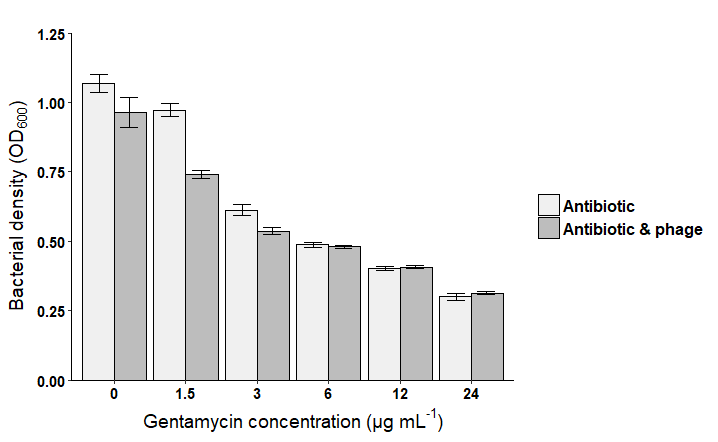 1.25
1.00
0.75
0.50
0.25
0.00
Bacterial density (OD600)
0 1.5 3 6 12 24
Gentamycin concentration (µg mL-1)
Antibiotic
Antibiotic & phage